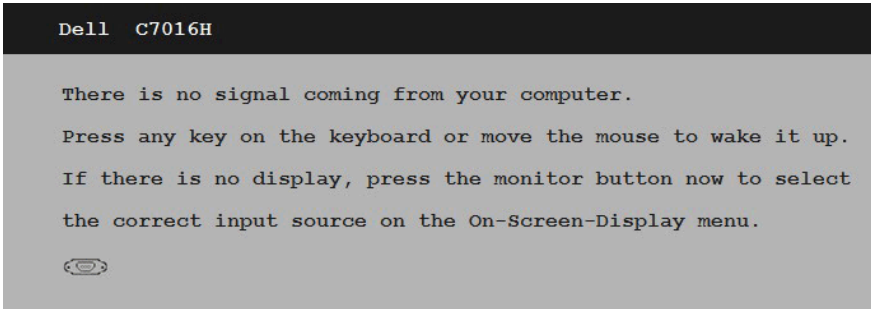 Dell C7016H
There is no signal coming from your computer.
Press any key on the keyboard or move the mouse to wake it up.
If there is no display, press the monitor button now to select
the correct input source on the On-Screen-Display menu.